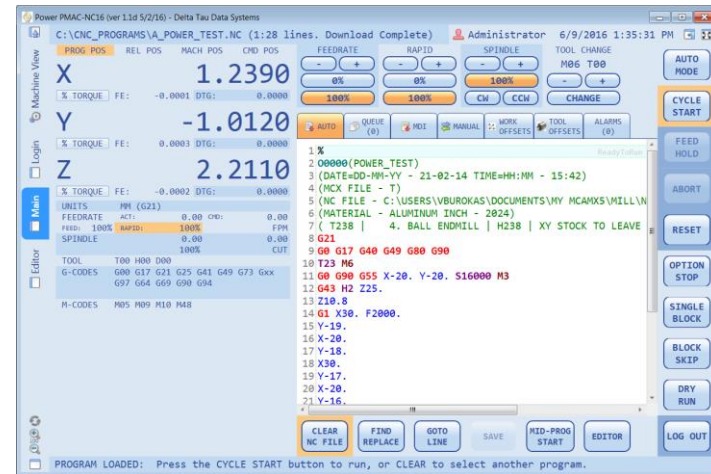 Power PMAC-NC16 (ver 1.1d 5/2/16) - Delta Tau Data Systems
C:\CNC_PROGRAMS\A_POWER_TEST.NC (1:28 lines. Download Complete) Administrator 6/9/2016 1:35:31 PM
Machine View
Login
Main
Editor
PROG POS REL POS MACH POS CMD POS
X 1.2390
% TORQUE FE: -0.0001 DTG: 0.0000
Y -1.0120
% TORQUE FE: 0.0003 DTG: 0.0000
Z 2.2110
% TORQUE FE: -0.0002 DTG: 0.0000
UNITS MM (G21)
FEEDRATE ACT: 0.00 CMD: 0.00
FEED: 100% RAPID: 100% FPM
SPINDLE 0.00 0.00
100% CUT
TOOL T00 H00 D00
G-CODES G00 G17 G21 G25 G41 G49 G73 Gxx
G97 G64 G69 G90 G94
M-CODES M05 M09 M10 M48
FEEDRATE RAPID SPINDLE TOOL CHANGE
- + - + - + M06 T00
0% 0% 100% - +
100% 100% CW CCW CHANGE
AUTO QUEUE (0) MDI MANUAL WORK OFFSETS TOOL OFFSETS ALARMS (0)
ReadyToRun
1 %
2 O0000(POWER_TEST)
3 (DATE=DD-MM-YY - 21-02-14 TIME=HH:MM - 15:42)
4 (MCX FILE - T)
5 (NC FILE - C:\USERS\VBUROKAS\DOCUMENTS\MY MCAMX5\MILL\N
6 (MATERIAL - ALUMINUM INCH - 2024)
7 ( T238 | 4. BALL ENDMILL | H238 | XY STOCK TO LEAVE
8 G21
9 G0 G17 G40 G49 G80 G90
10 T23 M6
11 G0 G90 G55 X-20. Y-20. S16000 M3
12 G43 H2 Z25.
13 Z10.8
14 G1 X30. F2000.
15 Y-19.
16 X-20.
17 Y-18.
18 X30.
19 Y-17.
20 X-20.
21 Y-16.
CLEAR NC FILE
FIND REPLACE
GOTO LINE
SAVE
MID-PROG START
EDITOR
AUTO MODE
CYCLE START
FEED HOLD
ABORT
RESET
OPTION STOP
SINGLE BLOCK
BLOCK SKIP
DRY RUN
LOG OUT
PROGRAM LOADED: Press the CYCLE START button to run, or CLEAR to select another program.